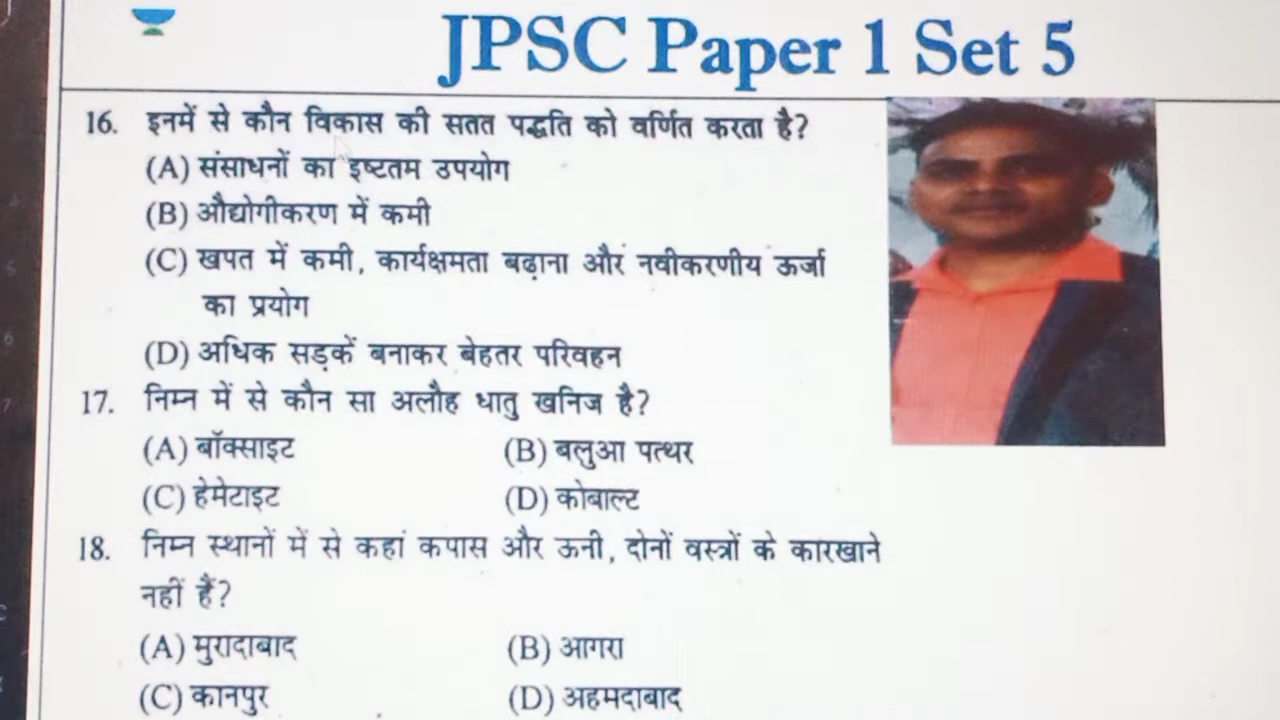 JPSC Paper 1 Set 5
16. इनमें से कौन विकास की सतत पद्धति को वर्णित करता है?
(A) संसाधनों का इष्टतम उपयोग
(B) औद्योगीकरण में कमी
(C) खपत में कमी, कार्यक्षमता बढ़ाना और नवीकरणीय ऊर्जा
का प्रयोग
(D) अधिक सड़कें बनाकर बेहतर परिवहन
17. निम्न में से कौन सा अलौह धातु खनिज है?
(A) बॉक्साइट (B) बलुआ पत्थर
(C) हेमेटाइट (D) कोबाल्ट
18. निम्न स्थानों में से कहां कपास और ऊनी, दोनों वस्त्रों के कारखाने
नहीं हैं?
(A) मुरादाबाद (B) आगरा
(C) कानपुर (D) अहमदाबाद